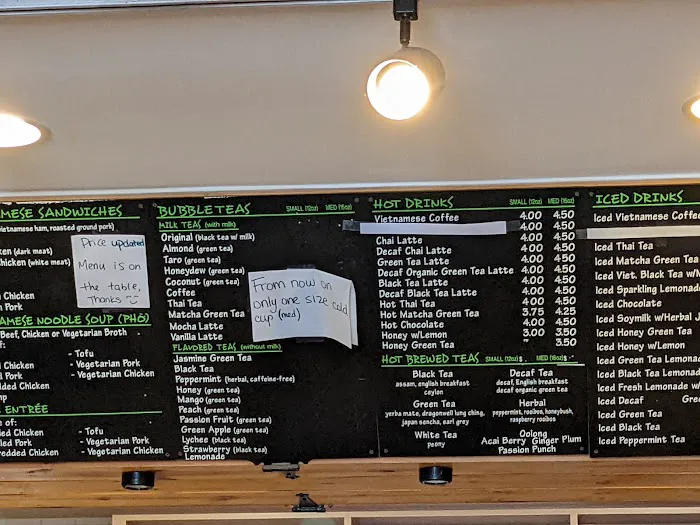 MESE SANDWICHES
vietnamese ham, roasted ground pork)
ken (dark meat)
Chicken (white meat)
d Chicken
n Pork
Price updated
Menu is on
the table,
Thanks
AMESE NOODLE SOUP (PHỞ)
Beef, Chicken or Vegetarian Broth
of:
d Chicken
d Pork
dded Chicken
mp
- Tofu
- Vegetarian Pork
- Vegetarian Chicken
ENTRÉE
e of:
led Chicken
led Pork
edded Chicken
- Tofu
- Vegetarian Pork
- Vegetarian Chicken
BUBBLE TEAS SMALL (12oz) MED (16oz)
MILK TEAS (with milk)
Original (black tea w/ milk)
Almond (green tea)
Taro (green tea)
Honeydew (green tea)
Coconut (green tea)
Coffee
Thai Tea
Matcha Green Tea
Mocha Latte
Vanilla Latte
FLAVORED TEAS (without milk)
Jasmine Green Tea
Black Tea
Peppermint (herbal, caffeine-free)
Honey (green tea)
Mango (green tea)
Peach (green tea)
Passion Fruit (green tea)
Green Apple (green tea)
Lychee (black tea)
Strawberry (black tea)
Lemonade
From now on
only one size cold
cup (med)
HOT DRINKS SMALL (12oz) MED (16oz)
Vietnamese Coffee 4.00 4.50
4.00 4.50
Chai Latte 4.00 4.50
Decaf Chai Latte 4.00 4.50
Green Tea Latte 4.00 4.50
Decaf Organic Green Tea Latte 4.00 4.50
Black Tea Latte 4.00 4.50
Decaf Black Tea Latte 4.00 4.50
Hot Thai Tea 4.00 4.50
Hot Matcha Green Tea 3.75 4.25
Hot Chocolate 4.00 4.50
Honey w/Lemon 3.00 3.50
Honey Green Tea " 3.50
HOT BREWED TEAS SMALL (12oz) MED (16oz)
Black Tea
assam, english breakfast
ceylon
Green Tea
yerba mate, dragonwell lung ching,
japan sencha, earl grey
White Tea
peony
Decaf Tea
decaf, English breakfast
decaf organic green tea
Herbal
peppermint, rooibos, honeybush,
raspberry rooibos
Oolong
Acai Berry Ginger Plum
Passion Punch
ICED DRINKS
Iced Vietnamese Coffee
Iced Thai Tea
Iced Matcha Green Tea
Iced Viet. Black Tea w/
Iced Sparkling Lemonade
Iced Chocolate
Iced Soymilk w/Herbal J
Iced Honey Green Tea
Iced Honey w/Lemon
Iced Green Tea Lemonade
Iced Black Tea Lemonade
Iced Fresh Lemonade w
Iced Decaf Gree
Iced Green Tea
Iced Black Tea
Iced Peppermint Tea